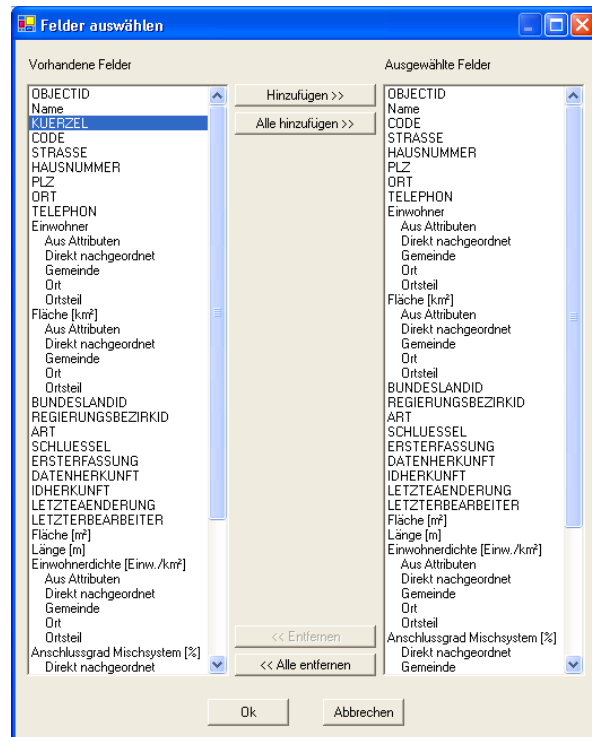 Felder auswählen
Vorhandene Felder
OBJECTID
Name
KUERZEL
CODE
STRASSE
HAUSNUMMER
PLZ
ORT
TELEPHON
Einwohner
Aus Attributen
Direkt nachgeordnet
Gemeinde
Ort
Ortsteil
Fläche [km²]
Aus Attributen
Direkt nachgeordnet
Gemeinde
Ort
Ortsteil
BUNDESLANDID
REGIERUNGSBEZIRKID
ART
SCHLUESSEL
ERSTERFASSUNG
DATENHERKUNFT
IDHERKUNFT
LETZTEAENDERUNG
LETZTERBEARBEITER
Fläche [m²]
Länge [m]
Einwohnerdichte [Einw./km²]
Aus Attributen
Direkt nachgeordnet
Gemeinde
Ort
Ortsteil
Anschlussgrad Mischsystem [%]
Direkt nachgeordnet
Hinzufügen >>
Alle hinzufügen >>
<< Entfernen
<< Alle entfernen
Ausgewählte Felder
OBJECTID
Name
CODE
STRASSE
HAUSNUMMER
PLZ
ORT
TELEPHON
Einwohner
Aus Attributen
Direkt nachgeordnet
Gemeinde
Ort
Ortsteil
Fläche [km²]
Aus Attributen
Direkt nachgeordnet
Gemeinde
Ort
Ortsteil
BUNDESLANDID
REGIERUNGSBEZIRKID
ART
SCHLUESSEL
ERSTERFASSUNG
DATENHERKUNFT
IDHERKUNFT
LETZTEAENDERUNG
LETZTERBEARBEITER
Fläche [m²]
Länge [m]
Einwohnerdichte [Einw./km²]
Aus Attributen
Direkt nachgeordnet
Gemeinde
Ort
Ortsteil
Anschlussgrad Mischsystem [%]
Direkt nachgeordnet
Gemeinde
Ok
Abbrechen